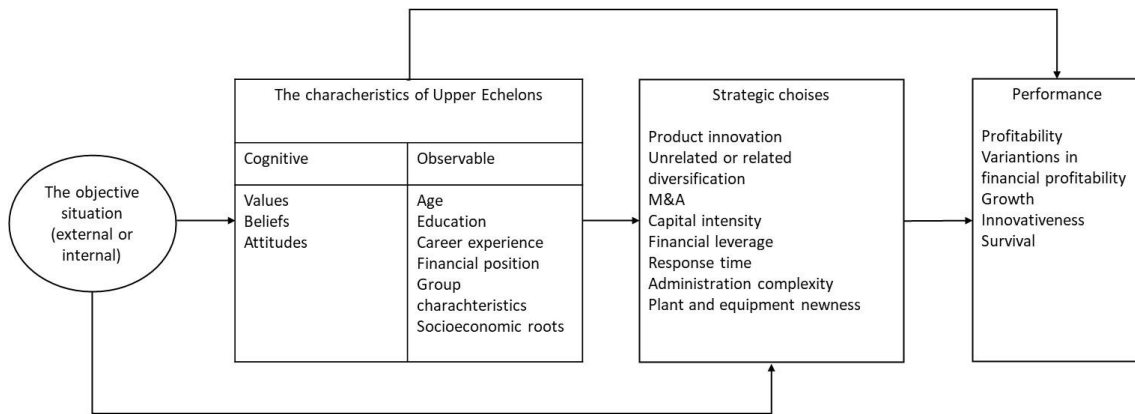 The objective
situation
(external or
internal)
The characheristics of Upper Echelons
Cognitive
Observable
Values
Beliefs
Attitudes
Age
Education
Career experience
Financial position
Group
charachteristics
Socioeconomic roots
Strategic choises
Product innovation
Unrelated or related
diversification
M&A
Capital intensity
Financial leverage
Response time
Administration complexity
Plant and equipment newness
Performance
Profitability
Variantions in
financial profitability
Growth
Innovativeness
Survival